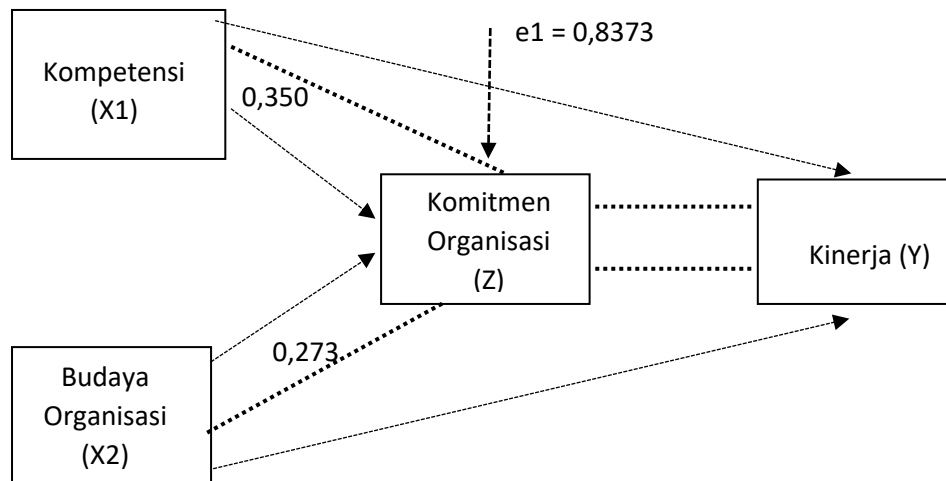 e1 = 0,8373
Kompetensi
(X1)
0,350
Komitmen
Organisasi
(Z)
Kinerja (Y)
0,273
Budaya
Organisasi
(X2)